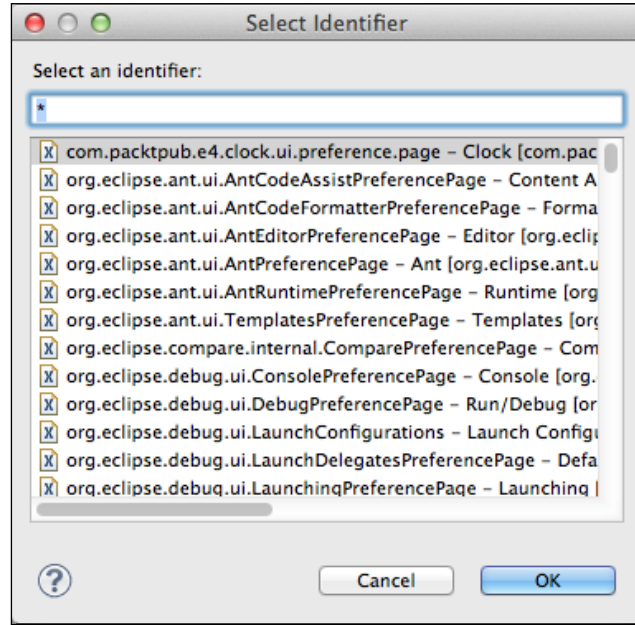 Select Identifier
Select an identifier:
*
com.packtpub.e4.clock.ui.preference.page – Clock [com.pac
org.eclipse.ant.ui.AntCodeAssistPreferencePage – Content A
org.eclipse.ant.ui.AntCodeFormatterPreferencePage – Forma
org.eclipse.ant.ui.AntEditorPreferencePage – Editor [org.eclip
org.eclipse.ant.ui.AntPreferencePage – Ant [org.eclipse.ant.u
org.eclipse.ant.ui.AntRuntimePreferencePage – Runtime [org
org.eclipse.ant.ui.TemplatesPreferencePage – Templates [org
org.eclipse.compare.internal.ComparePreferencePage – Com
org.eclipse.debug.ui.ConsolePreferencePage – Console [org.
org.eclipse.debug.ui.DebugPreferencePage – Run/Debug [or
org.eclipse.debug.ui.LaunchConfigurations – Launch Configu
org.eclipse.debug.ui.LaunchDelegatesPreferencePage – Defa
org.eclipse.debug.ui.LaunchingPreferencePage – Launching [
? Cancel OK